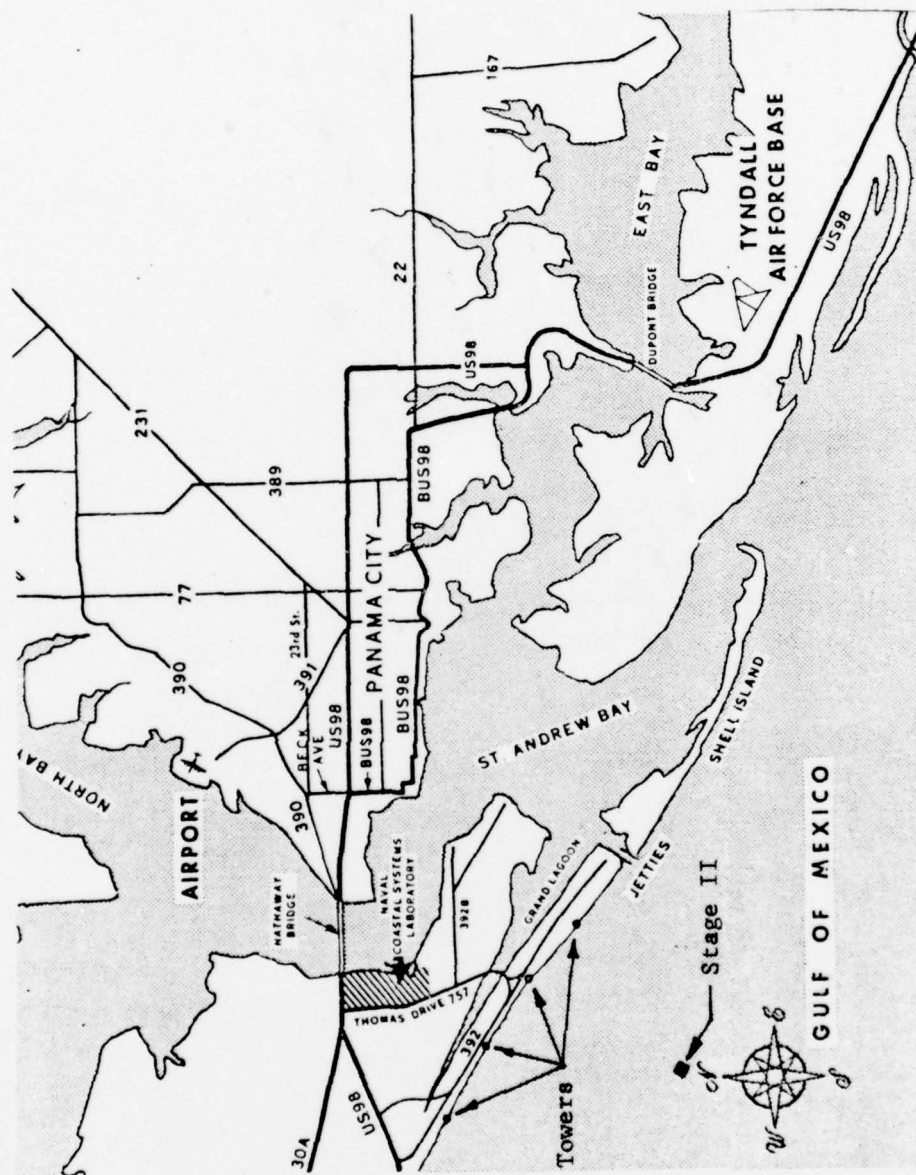 NORTH BAY
AIRPORT
390
77
231
389
23rd St.
391
BECK
AVE
US98
BUS98
PANAMA CITY
BUS98
BUS98
22
US98
167
390
HATHAWAY
BRIDGE
NAVAL
COASTAL SYSTEMS
LABORATORY
EAST BAY
DUPONT BRIDGE
TYNDALL
AIR FORCE BASE
US98
30A
US98
THOMAS DRIVE 757
392B
392
GRAND LAGOON
ST. ANDREW BAY
SHELL ISLAND
JETTIES
Towers
Stage II
GULF OF MEXICO
N
E
S
W